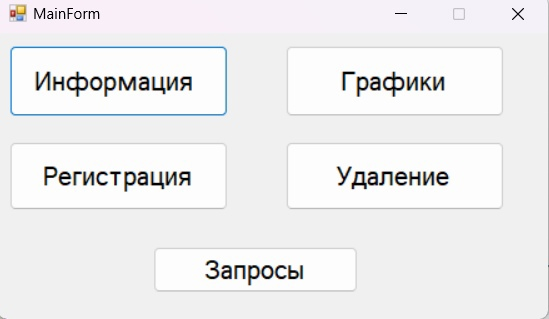 MainForm
Информация
Графики
Регистрация
Удаление
Запросы